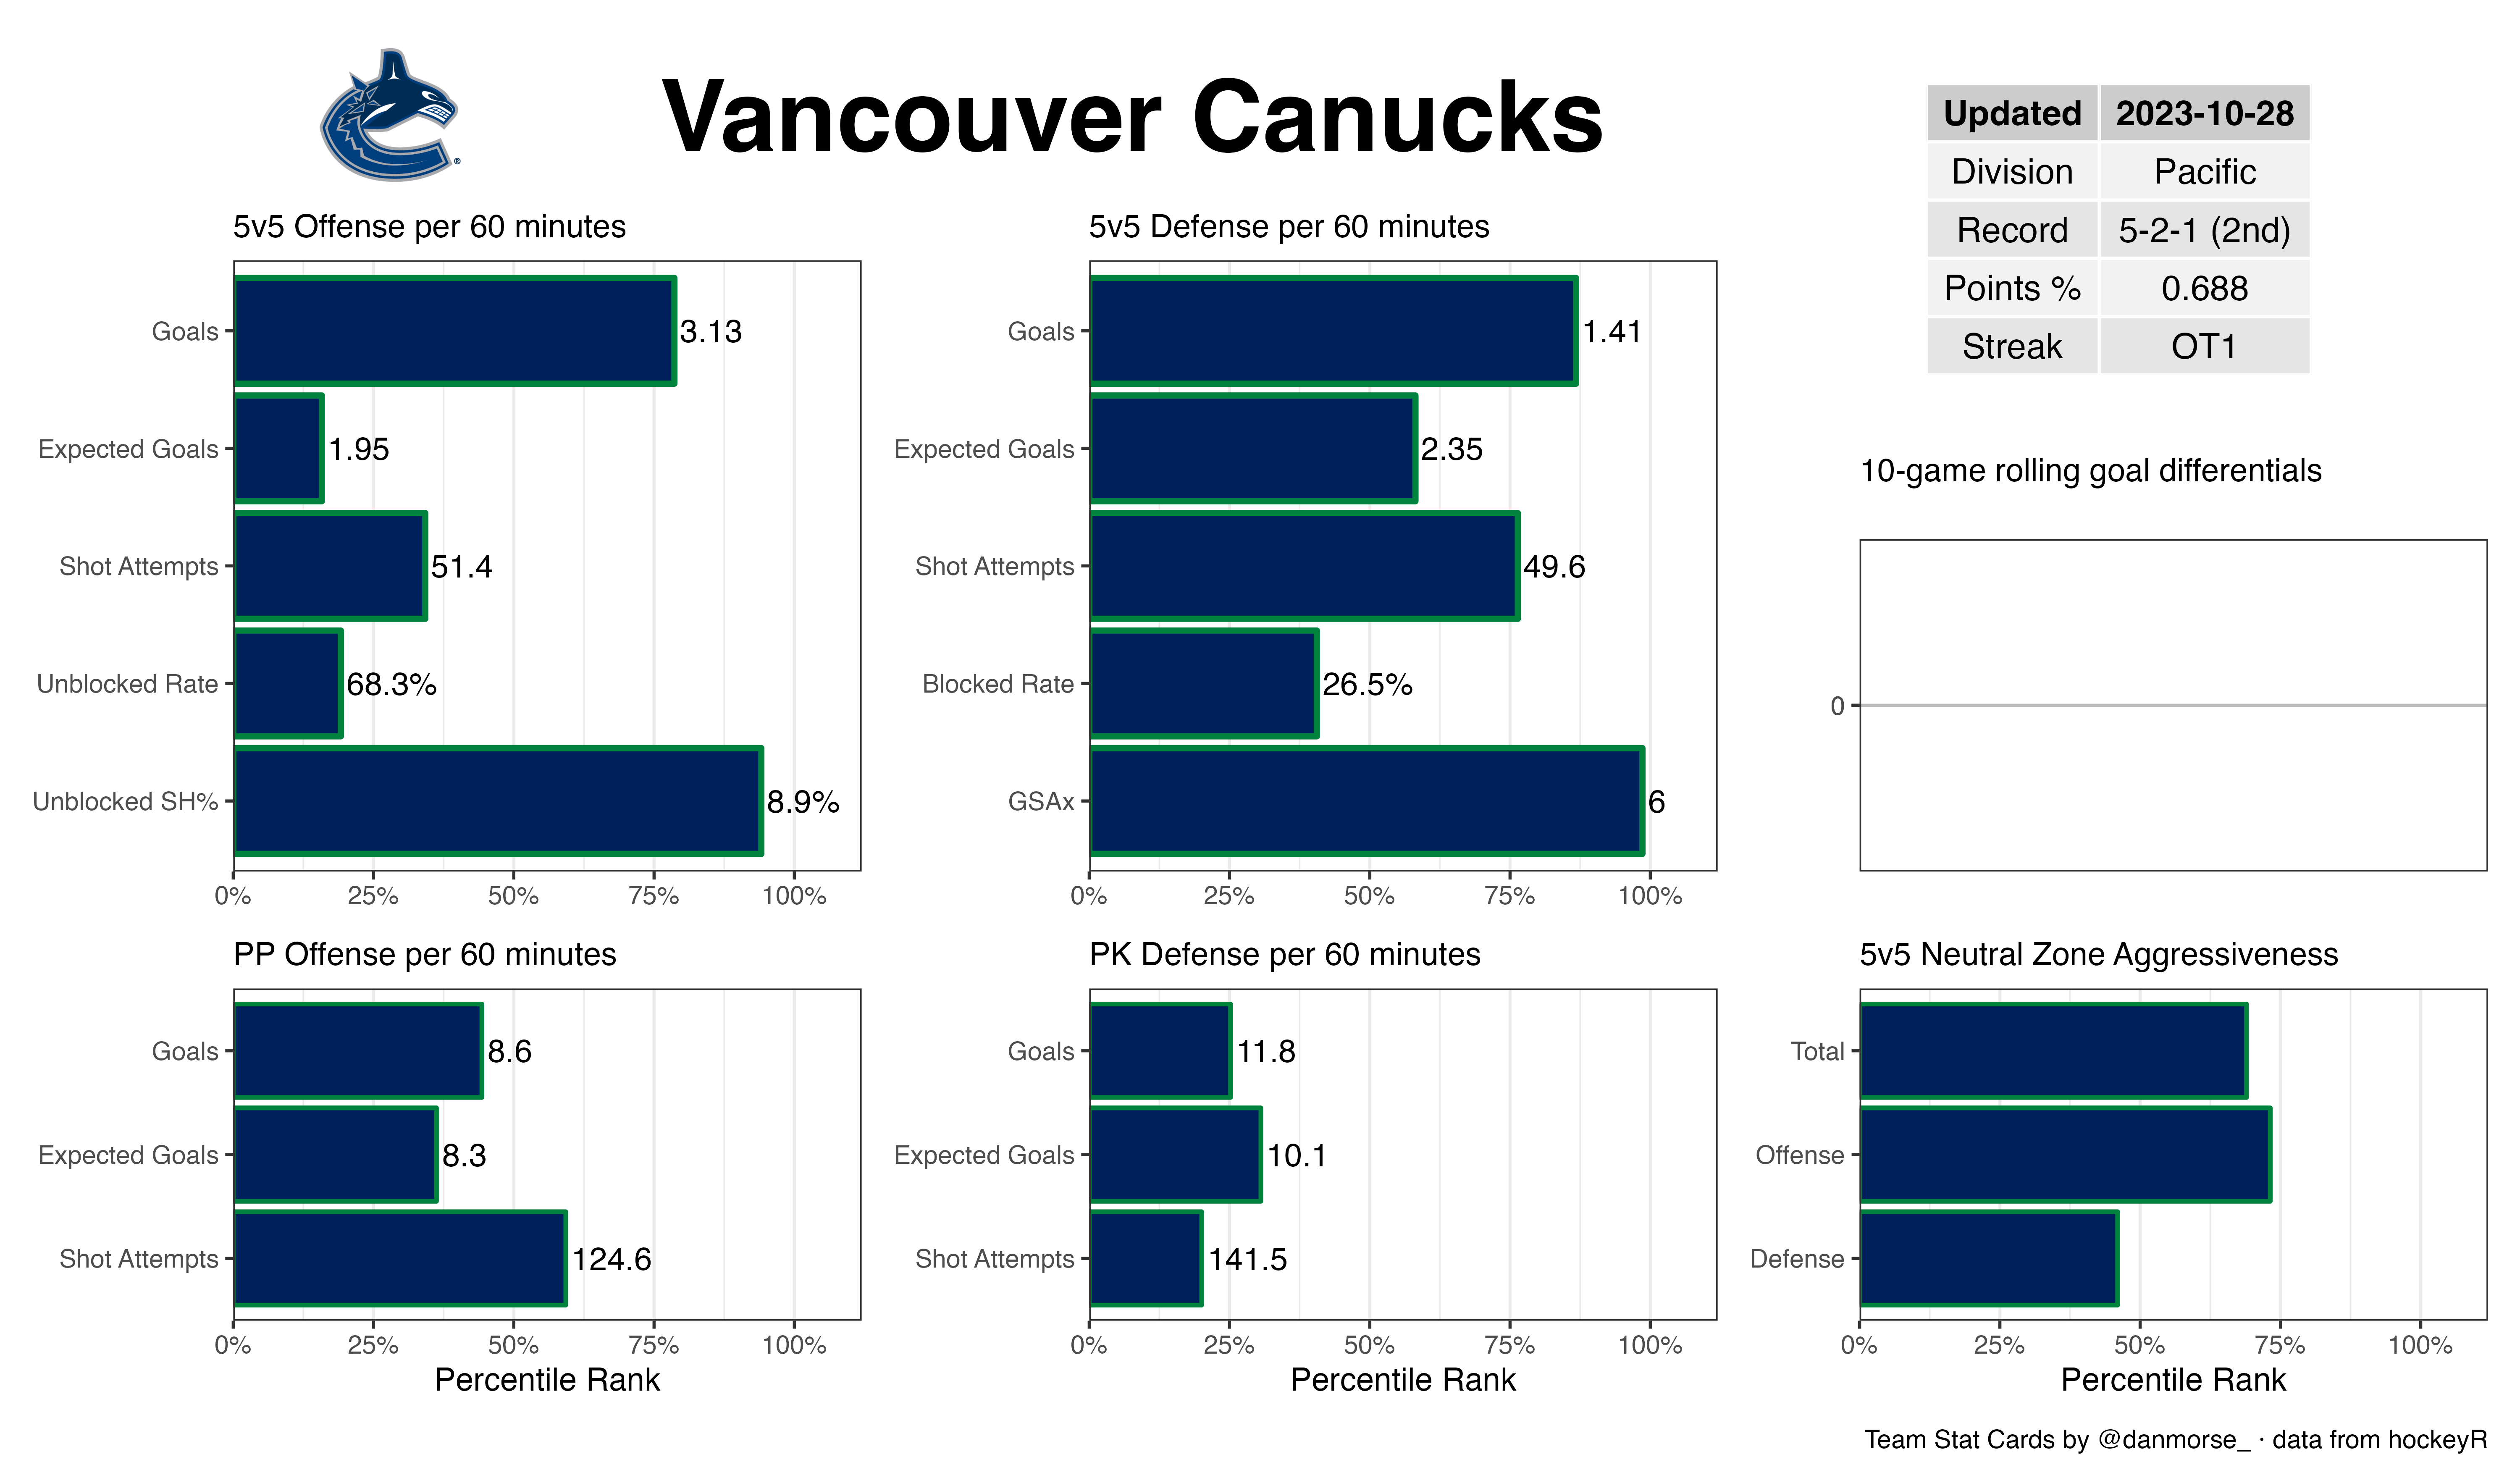 Vancouver Canucks
Updated 2023-10-28
Division Pacific
Record 5-2-1 (2nd)
Points % 0.688
Streak OT1
5v5 Offense per 60 minutes
Goals 3.13
Expected Goals 1.95
Shot Attempts 51.4
Unblocked Rate 68.3%
Unblocked SH% 8.9%
0% 25% 50% 75% 100%
5v5 Defense per 60 minutes
Goals 1.41
Expected Goals 2.35
Shot Attempts 49.6
Blocked Rate 26.5%
GSAx 6
0% 25% 50% 75% 100%
10-game rolling goal differentials
0
PP Offense per 60 minutes
Goals 8.6
Expected Goals 8.3
Shot Attempts 124.6
0% 25% 50% 75% 100%
Percentile Rank
PK Defense per 60 minutes
Goals 11.8
Expected Goals 10.1
Shot Attempts 141.5
0% 25% 50% 75% 100%
Percentile Rank
5v5 Neutral Zone Aggressiveness
Total
Offense
Defense
0% 25% 50% 75% 100%
Percentile Rank
Team Stat Cards by @danmorse_ · data from hockeyR